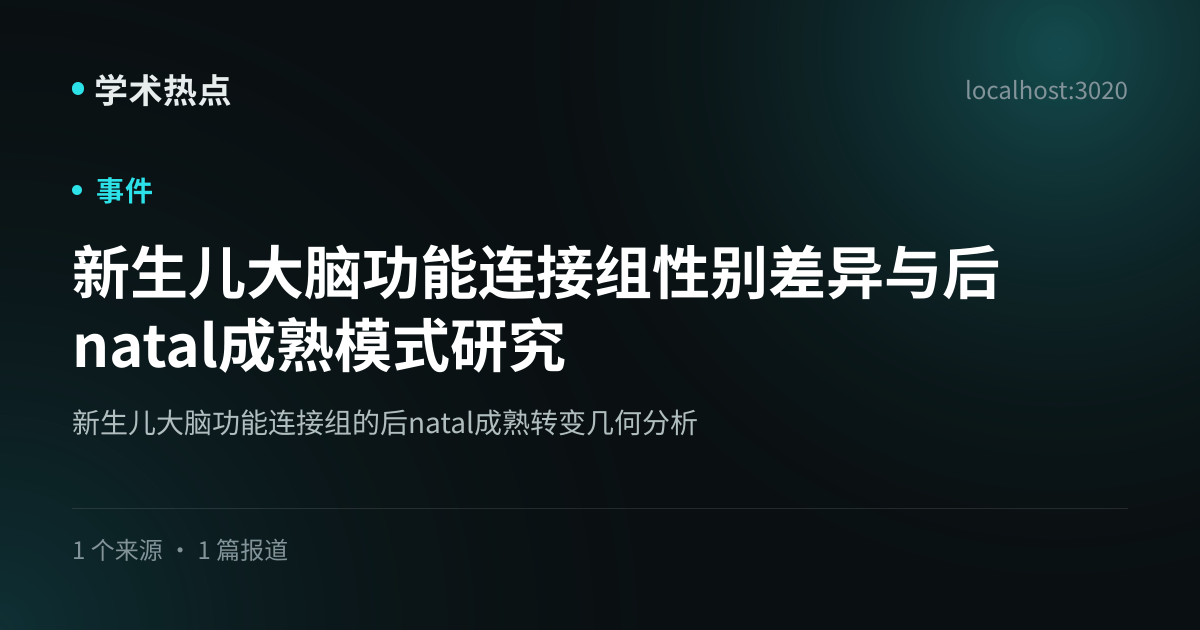 学术热点
localhost:3020
事件
新生儿大脑功能连接组性别差异与后
natal成熟模式研究
新生儿大脑功能连接组的后natal成熟转变几何分析
1 个来源 · 1 篇报道